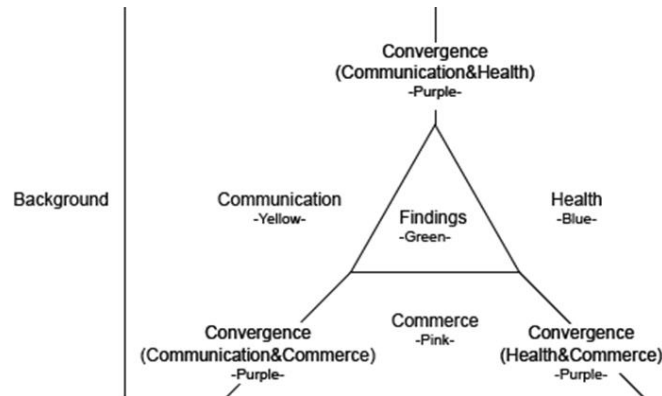 Convergence
(Communication&Health)
-Purple-
Background
Communication
-Yellow-
Findings
-Green-
Health
-Blue-
Convergence
(Communication&Commerce)
-Purple-
Commerce
-Pink-
Convergence
(Health&Commerce)
-Purple-